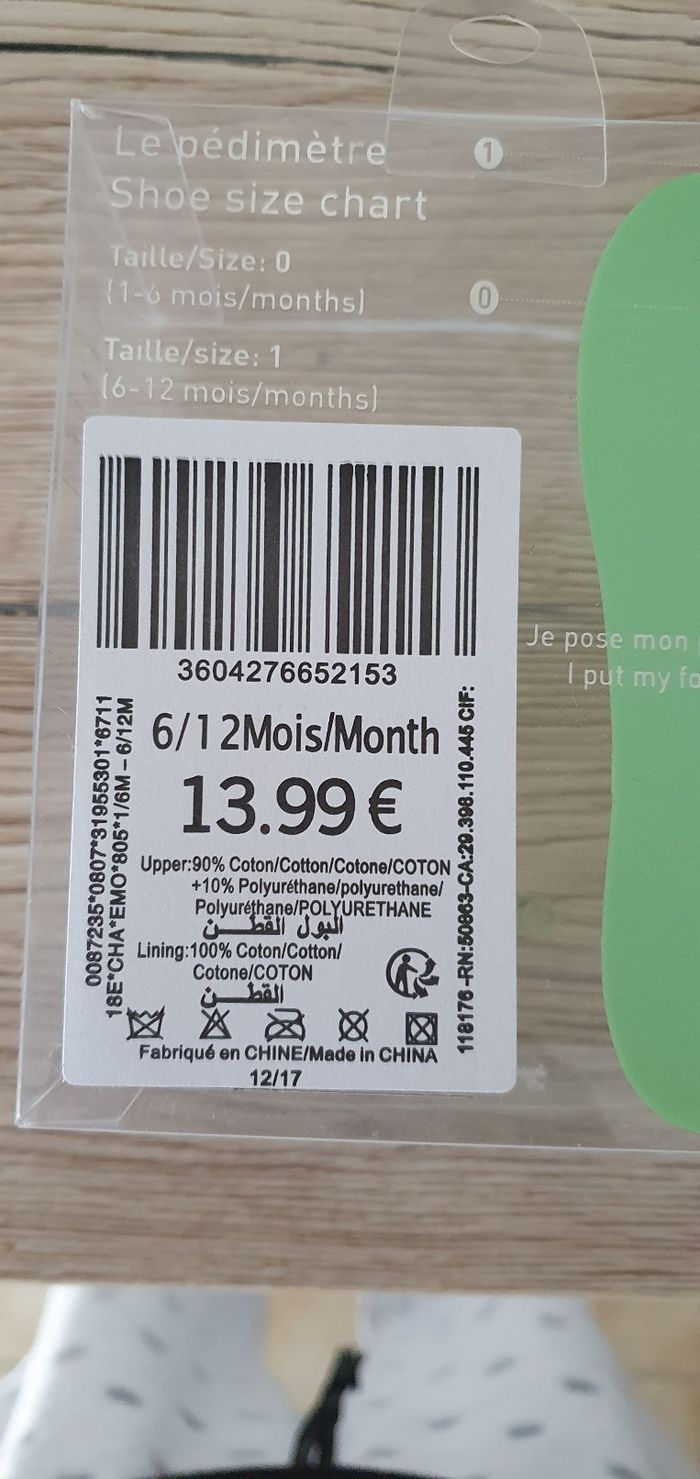 Le pédimètre
1
Shoe size chart
Taille/Size: 0
(1-6 mois/months)
0
Taille/size: 1
(6-12 mois/months)
3604276652153
6/12Mois/Month
13.99 €
Upper:90% Coton/Cotton/Cotone/COTON
+10% Polyuréthane/polyurethane/
Polyuréthane/POLYURETHANE
البول القطن
Lining:100% Coton/Cotton/
Cotone/COTON
القطن
Fabriqué en CHINE/Made in CHINA
12/17
0087235*0807*31955301*6711
18E*CHA*EMO*805*1/6M – 6/12M
118176 -RN:50863-CA:29.398.110.445 CIF:
Je pose mon
I put my fo